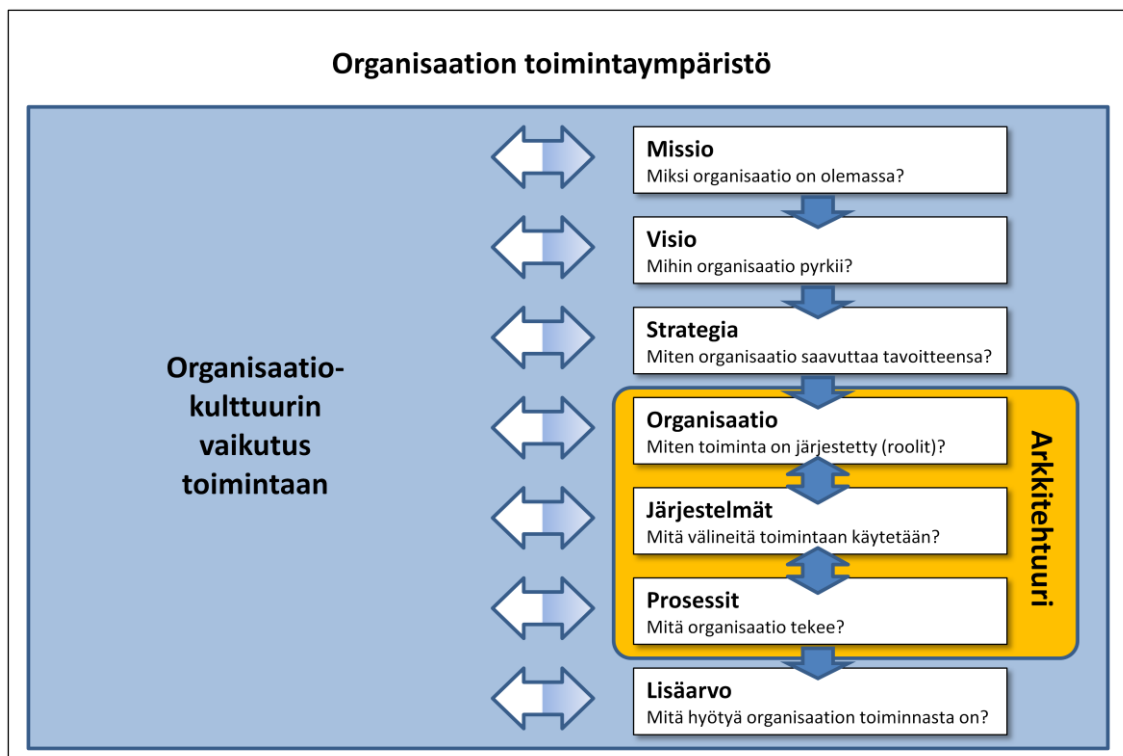 Organisaation toimintaympäristö
Organisaatio-
kulttuurin
vaikutus
toimintaan
Missio
Miksi organisaatio on olemassa?
Visio
Mihin organisaatio pyrkii?
Strategia
Miten organisaatio saavuttaa tavoitteensa?
Organisaatio
Miten toiminta on järjestetty (roolit)?
Järjestelmät
Mitä välineitä toimintaan käytetään?
Prosessit
Mitä organisaatio tekee?
Arkkitehtuuri
Lisäarvo
Mitä hyötyä organisaation toiminnasta on?